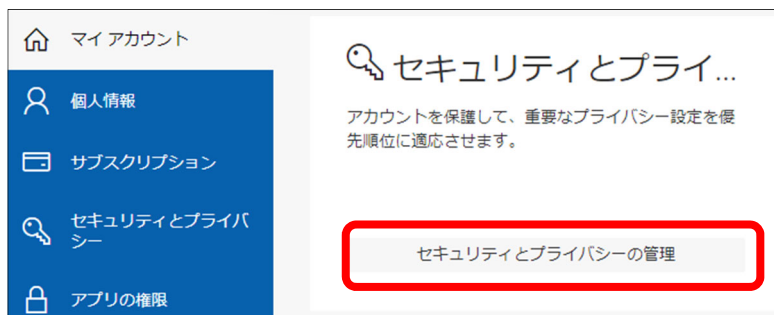 マイ アカウント
個人情報
サブスクリプション
セキュリティとプライバ
シー
アプリの権限
セキュリティとプライ...
アカウントを保護して、重要なプライバシー設定を優
先順位に適応させます。
セキュリティとプライバシーの管理